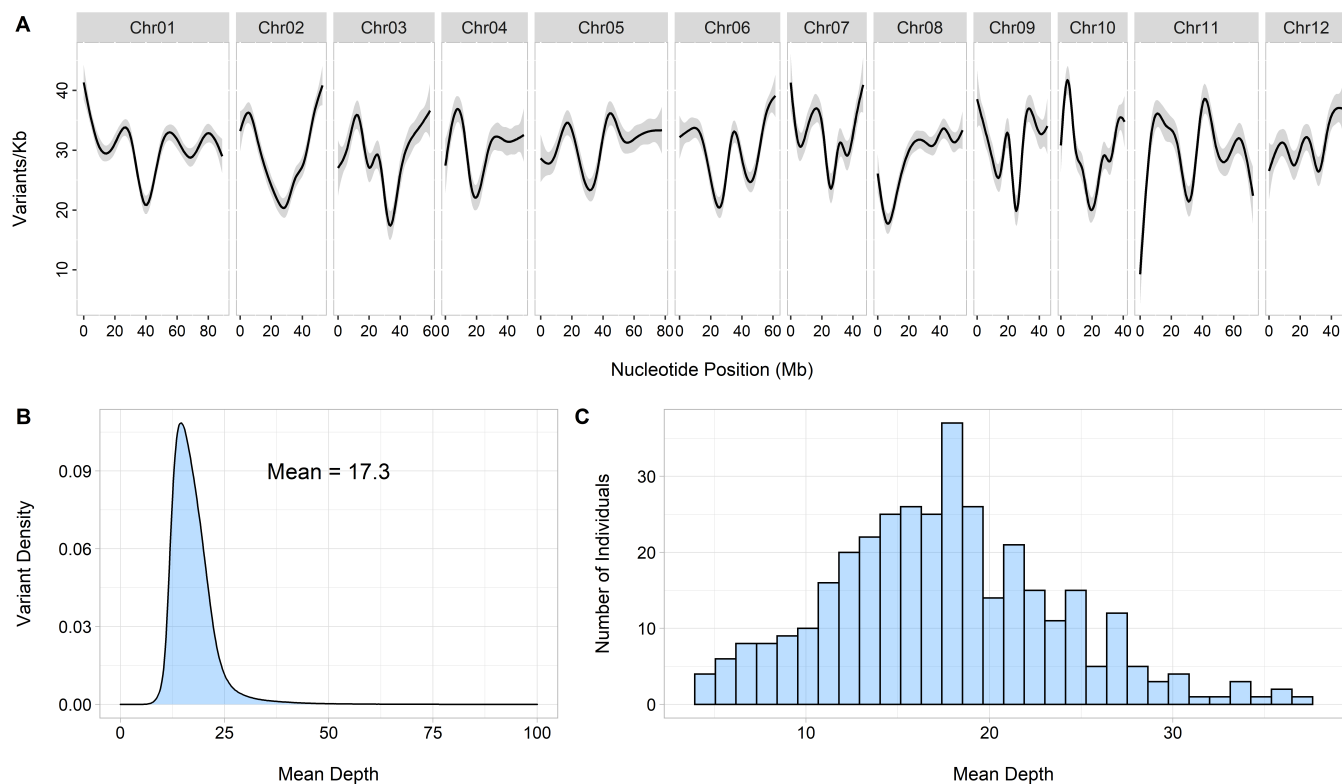 A
Chr01 Chr02 Chr03 Chr04 Chr05 Chr06 Chr07 Chr08 Chr09 Chr10 Chr11 Chr12
Variants/Kb
40
30
20
10
0 20 40 60 80 0 20 40 0 20 40 60 0 20 40 0 20 40 60 80 0 20 40 60 0 20 40 0 20 40 0 20 40 0 20 40 0 20 40 60 0 20 40
Nucleotide Position (Mb)
B
Mean = 17.3
Variant Density
0.09
0.06
0.03
0.00
0 25 50 75 100
Mean Depth
C
Number of Individuals
30
20
10
0
10 20 30
Mean Depth